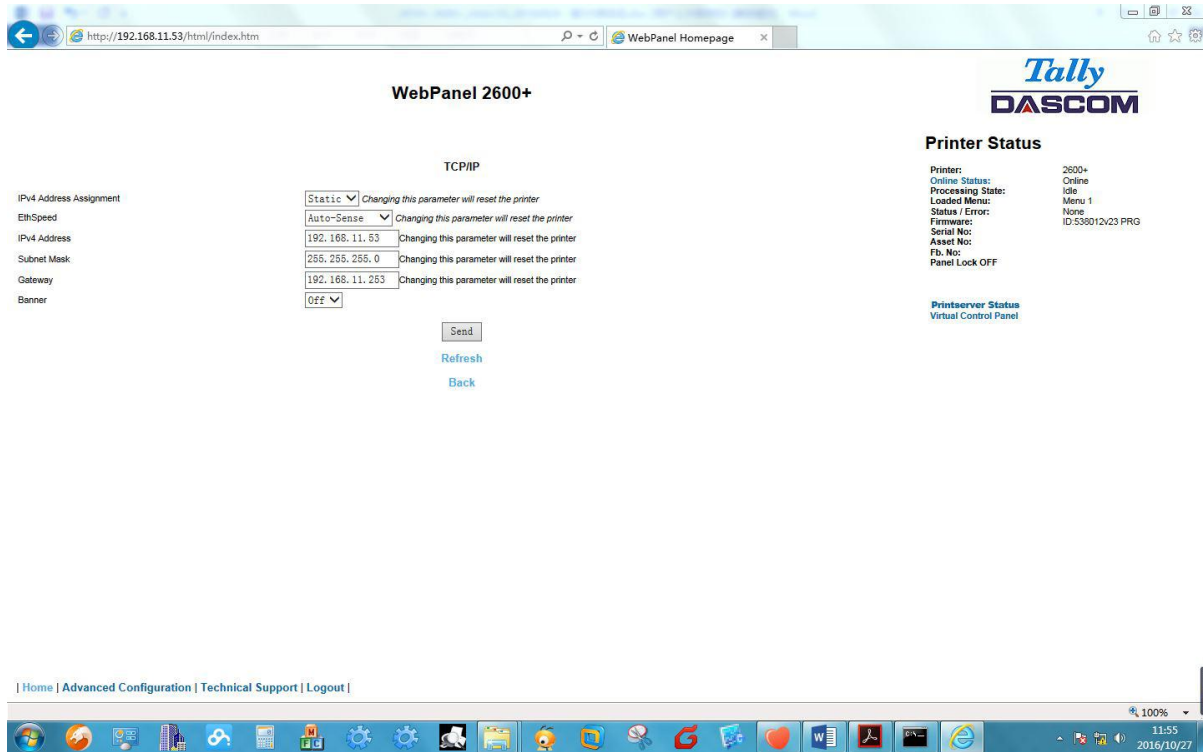 http://192.168.11.53/html/index.htm
WebPanel Homepage
WebPanel 2600+
Tally
DASCOM
TCP/IP
IPv4 Address Assignment Static Changing this parameter will reset the printer
EthSpeed Auto-Sense Changing this parameter will reset the printer
IPv4 Address 192.168.11.53 Changing this parameter will reset the printer
Subnet Mask 255.255.255.0 Changing this parameter will reset the printer
Gateway 192.168.11.253 Changing this parameter will reset the printer
Banner Off
Send
Refresh
Back
Printer Status
Printer: 2600+
Online Status: Online
Processing State: Idle
Loaded Menu: Menu 1
Status / Error: None
Firmware: ID:538012v23 PRG
Serial No:
Asset No:
Fb. No:
Panel Lock OFF
Printserver Status
Virtual Control Panel
| Home | Advanced Configuration | Technical Support | Logout |
100%
11:55
2016/10/27